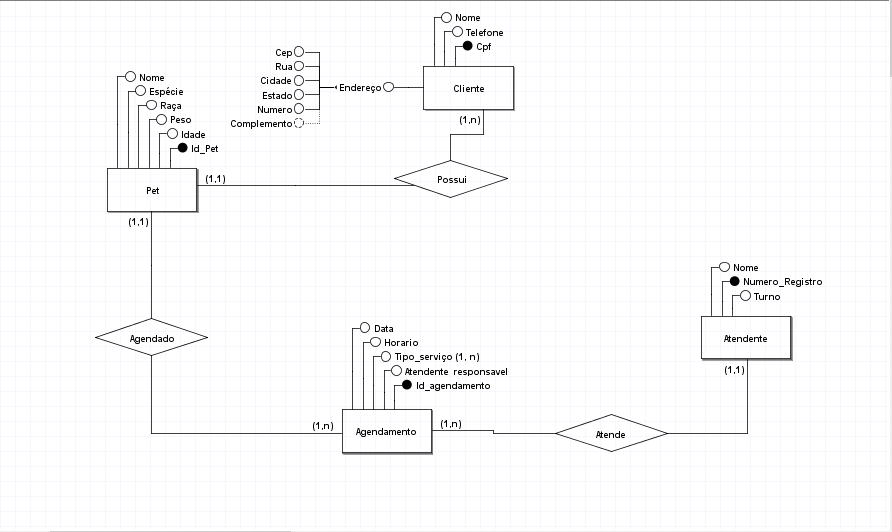 Nome
Telefone
Cpf
Cep
Rua
Cidade
Estado
Numero
Complemento
Endereço
Cliente
(1,n)
Nome
Espécie
Raça
Peso
Idade
Id_Pet
Pet
(1,1)
Possui
(1,1)
Nome
Numero_Registro
Turno
Atendente
(1,1)
Agendado
Data
Horario
Tipo_serviço (1, n)
Atendente responsavel
Id_agendamento
(1,n)
Agendamento
(1,n)
Atende